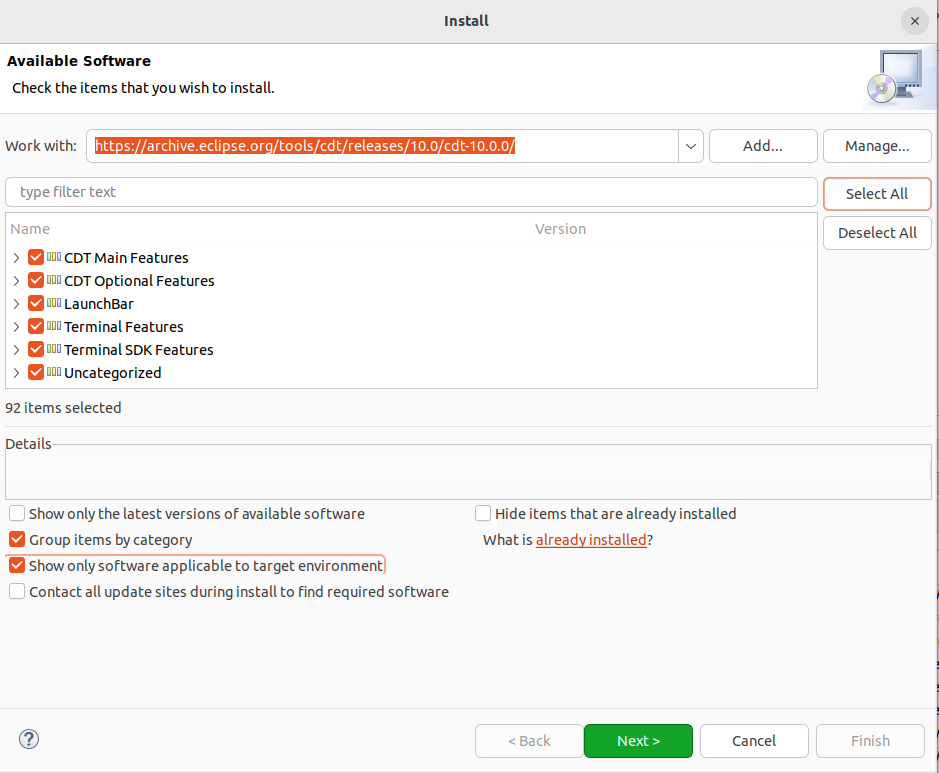 Install
Available Software
Check the items that you wish to install.
Work with: https://archive.eclipse.org/tools/cdt/releases/10.0/cdt-10.0.0/ Add... Manage...
type filter text
Select All
Name Version
Deselect All
CDT Main Features
CDT Optional Features
LaunchBar
Terminal Features
Terminal SDK Features
Uncategorized
92 items selected
Details
Show only the latest versions of available software Hide items that are already installed
Group items by category What is already installed?
Show only software applicable to target environment
Contact all update sites during install to find required software
? < Back Next > Cancel Finish